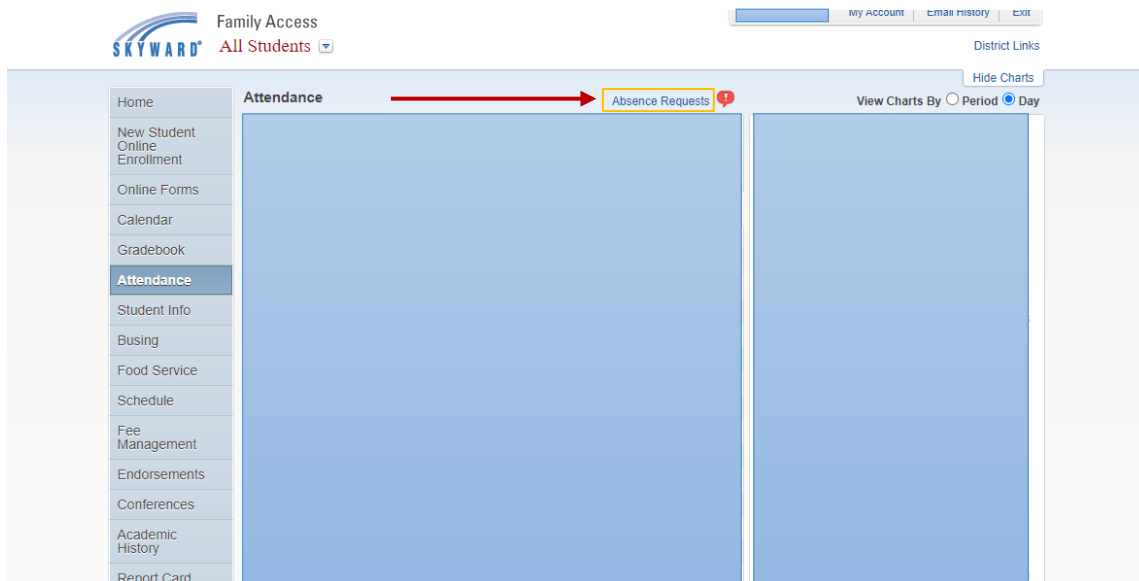 Family Access
My Account
Email History
Exit
SKYWARD®
All Students
District Links
Hide Charts
Attendance
Absence Requests
!
View Charts By Period Day
Home
New Student
Online
Enrollment
Online Forms
Calendar
Gradebook
Attendance
Student Info
Busing
Food Service
Schedule
Fee
Management
Endorsements
Conferences
Academic
History
Report Card